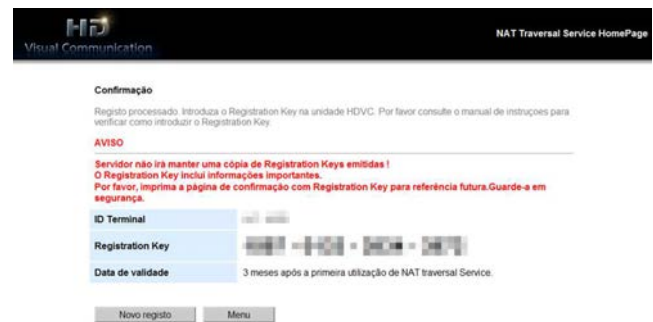 HD
Visual Communication
NAT Traversal Service HomePage
Confirmação
Registo processado. Introduza o Registration Key na unidade HDVC. Por favor consulte o manual de instruçoes para
verificar como introduzir o Registration Key.
AVISO
Servidor não irà manter uma cópia de Registration Keys emitidas !
O Registration Key inclui informações importantes.
Por favor, imprima a página de confirmação com Registration Key para referência futura.Guarde-a em
segurança.
ID Terminal
Registration Key
Data de validade 3 meses após a primeira utilização de NAT traversal Service.
Novo registo Menu